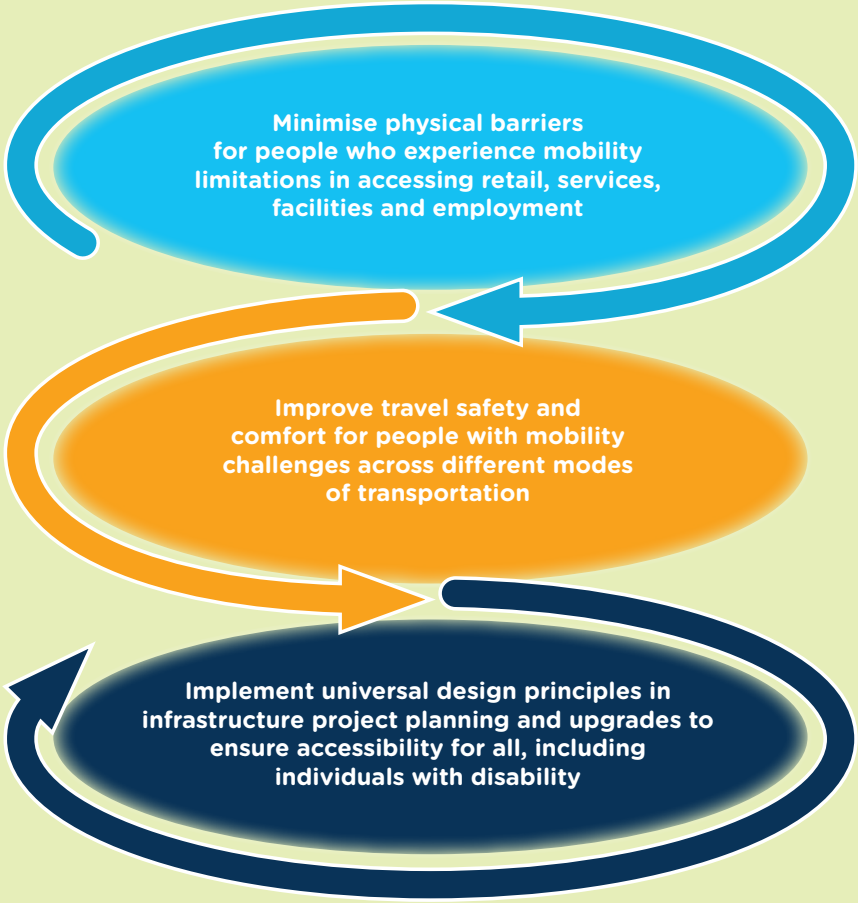 Minimise physical barriers
for people who experience mobility
limitations in accessing retail, services,
facilities and employment
Improve travel safety and
comfort for people with mobility
challenges across different modes
of transportation
Implement universal design principles in
infrastructure project planning and upgrades to
ensure accessibility for all, including
individuals with disability